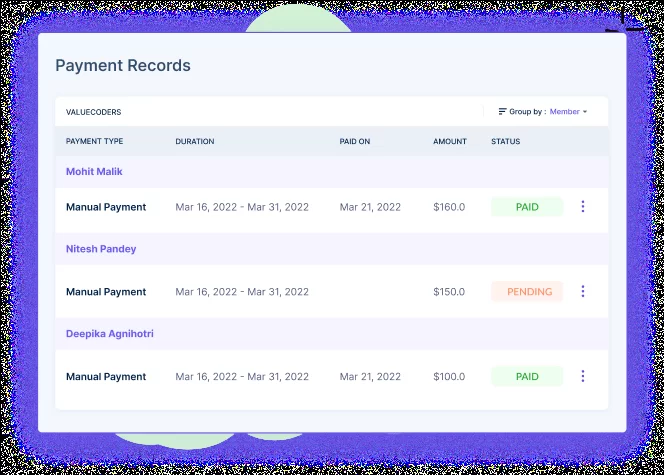 Payment Records
VALUECODERS Group by : Member
PAYMENT TYPE DURATION PAID ON AMOUNT STATUS
Mohit Malik
Manual Payment Mar 16, 2022 - Mar 31, 2022 Mar 21, 2022 $160.0 PAID
Nitesh Pandey
Manual Payment Mar 16, 2022 - Mar 31, 2022 $150.0 PENDING
Deepika Agnihotri
Manual Payment Mar 16, 2022 - Mar 31, 2022 Mar 21, 2022 $100.0 PAID